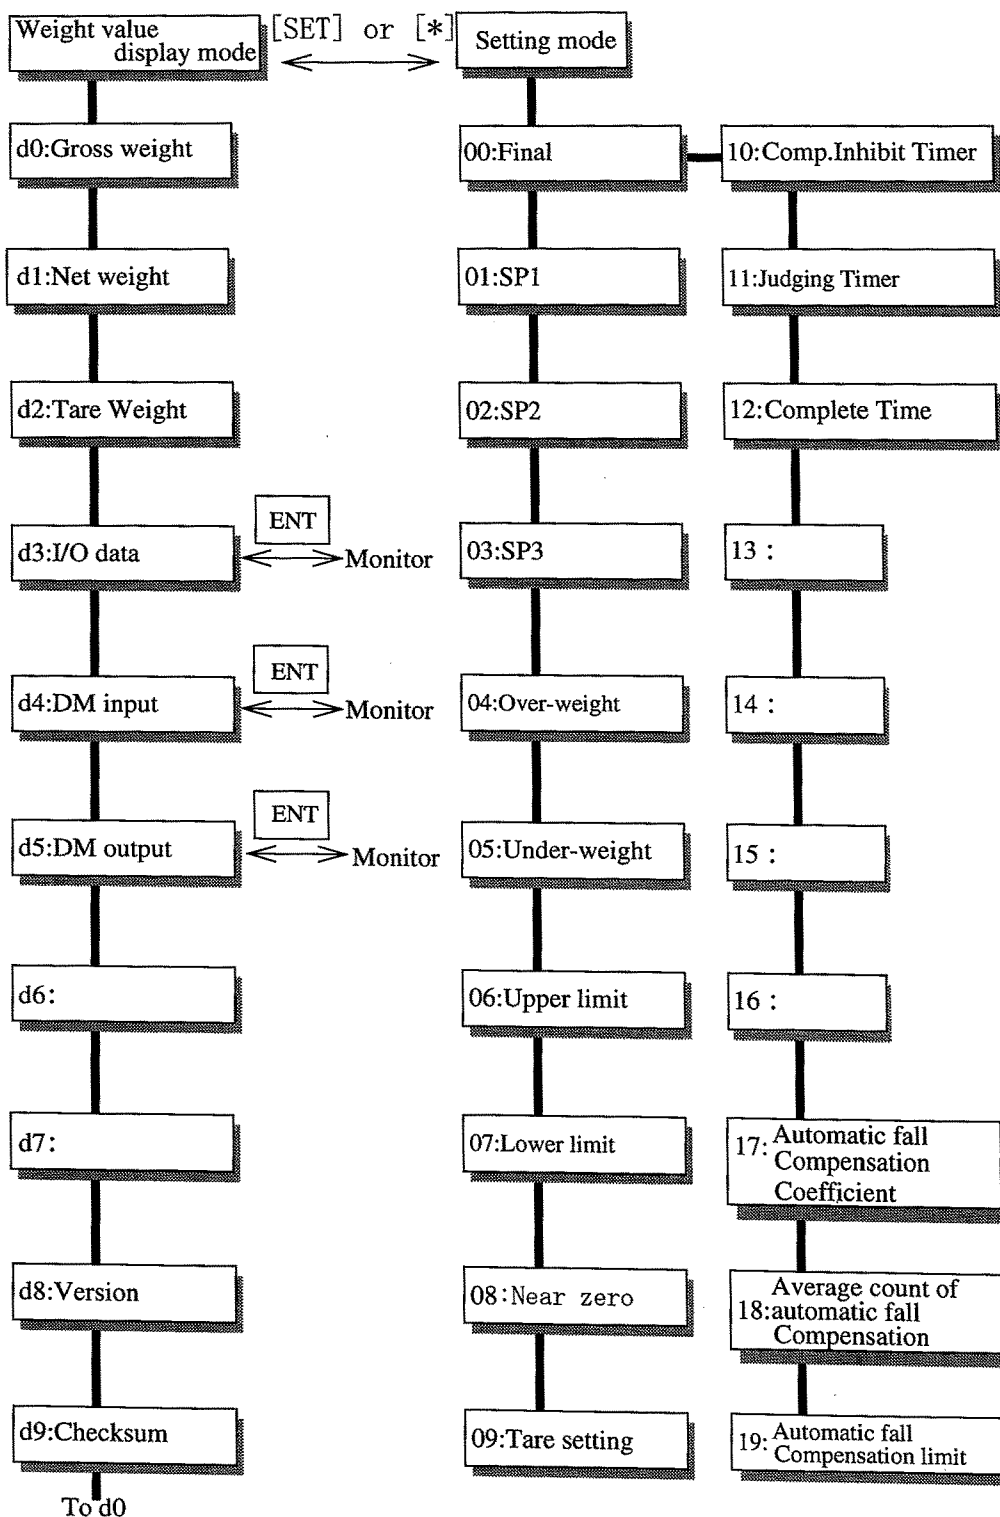 Weight value
display mode
[SET] or [*]
Setting mode
d0:Gross weight
d1:Net weight
d2:Tare Weight
d3:I/O data
ENT
Monitor
d4:DM input
ENT
Monitor
d5:DM output
ENT
Monitor
d6:
d7:
d8:Version
d9:Checksum
To d0
00:Final
01:SP1
02:SP2
03:SP3
04:Over-weight
05:Under-weight
06:Upper limit
07:Lower limit
08:Near zero
09:Tare setting
10:Comp.Inhibit Timer
11:Judging Timer
12:Complete Time
13 :
14 :
15 :
16 :
17: Automatic fall
Compensation
Coefficient
Average count of
18:automatic fall
Compensation
19: Automatic fall
Compensation limit